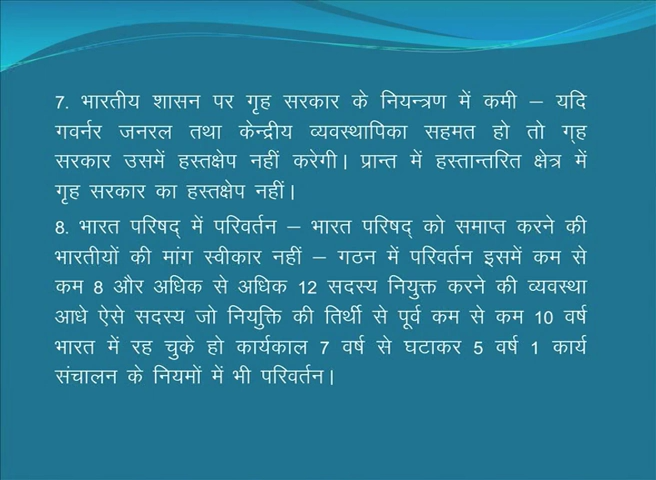 7. भारतीय शासन पर गृह सरकार के नियन्त्रण में कमी – यदि
गवर्नर जनरल तथा केन्द्रीय व्यवस्थापिका सहमत हो तो गृह
सरकार उसमें हस्तक्षेप नहीं करेगी। प्रान्त में हस्तान्तरित क्षेत्र में
गृह सरकार का हस्तक्षेप नहीं।
8. भारत परिषद् में परिवर्तन – भारत परिषद् को समाप्त करने की
भारतीयों की मांग स्वीकार नहीं – गठन में परिवर्तन इसमें कम से
कम 8 और अधिक से अधिक 12 सदस्य नियुक्त करने की व्यवस्था
आधे ऐसे सदस्य जो नियुक्ति की तिर्थी से पूर्व कम से कम 10 वर्ष
भारत में रह चुके हो कार्यकाल 7 वर्ष से घटाकर 5 वर्ष 1 कार्य
संचालन के नियमों में भी परिवर्तन।